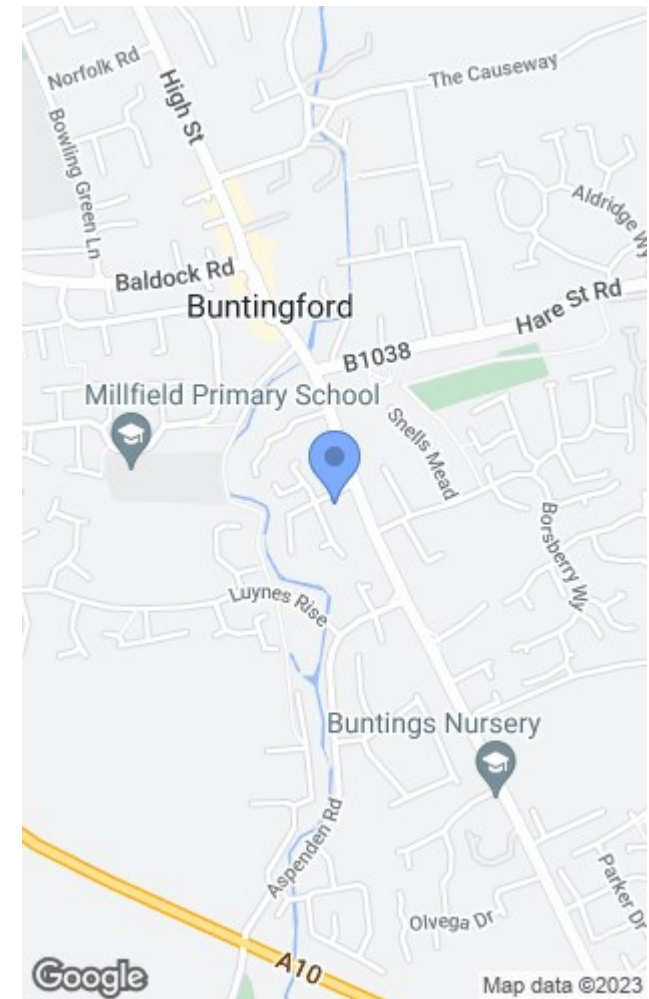 Norfolk Rd
High St
The Causeway
Bowling Green Ln
Aldridge Wy
Baldock Rd
Buntingford
Hare St Rd
B1038
Millfield Primary School
Snells Mead
Borsberry Wy
Luynes Rise
Buntings Nursery
Aspenden Rd
Parker Dr
Olvega Dr
A10
Google
Map data ©2023